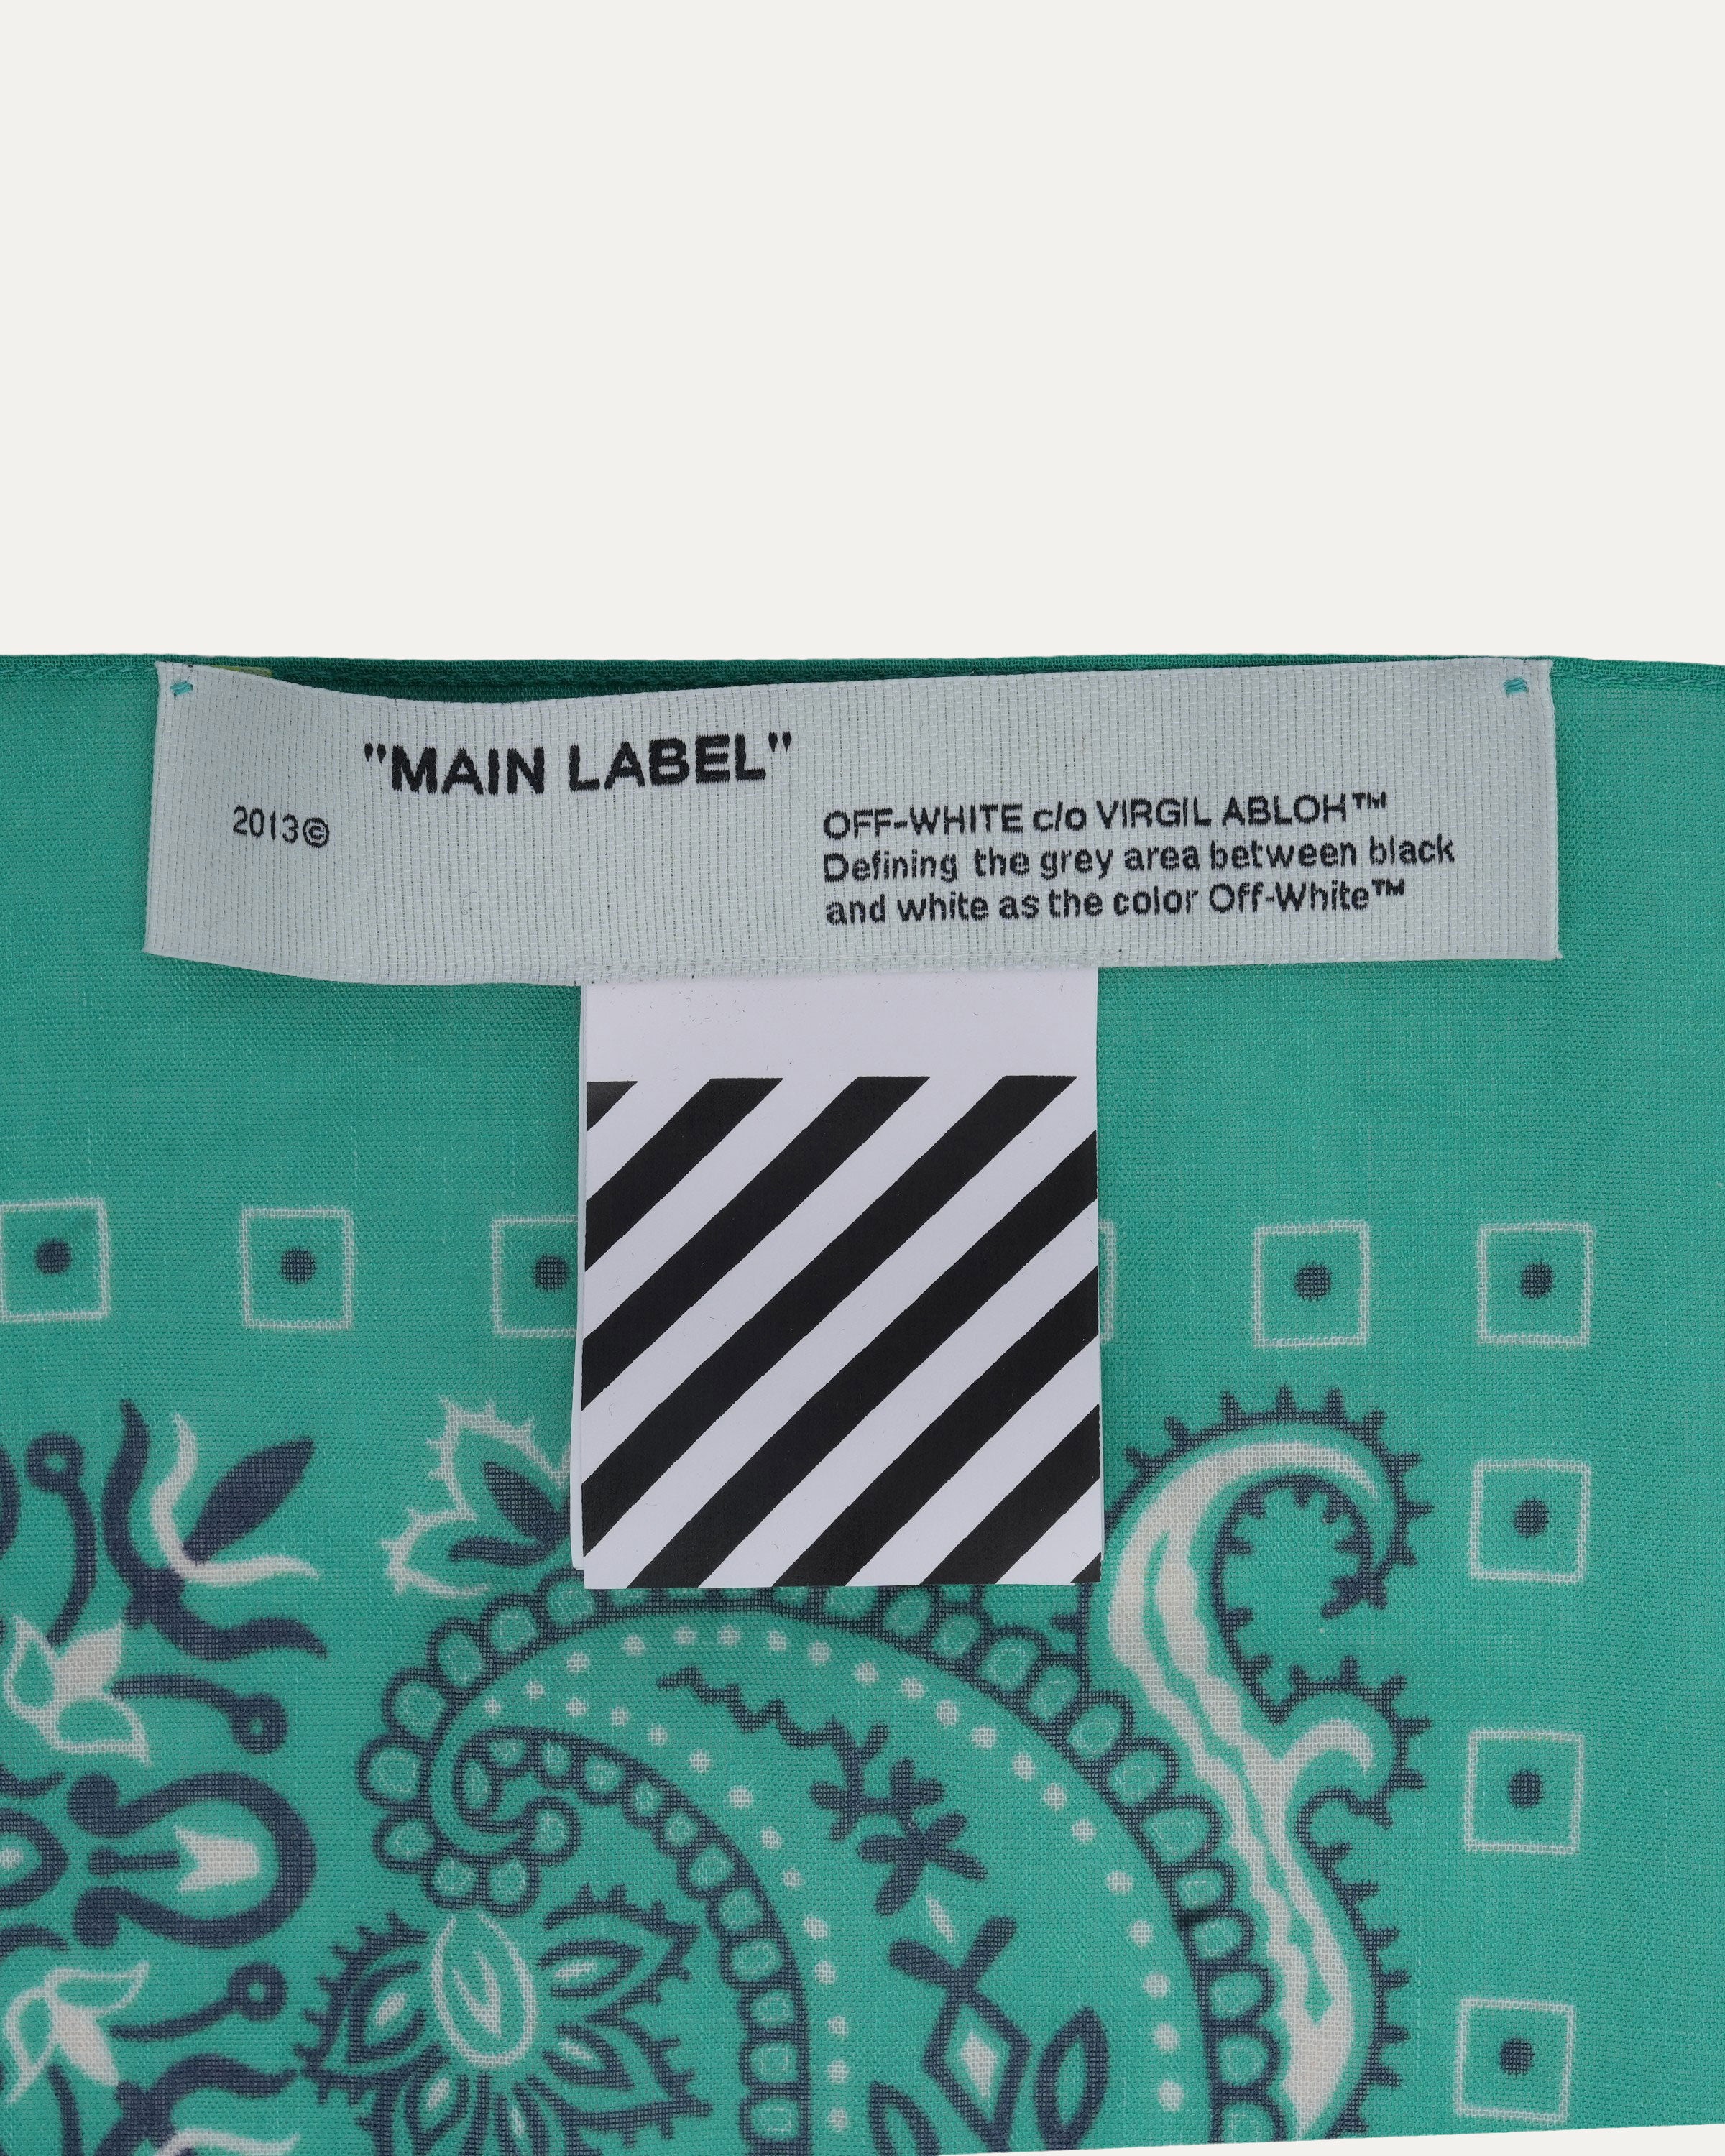 "MAIN LABEL"
2013©
OFF-WHITE c/o VIRGIL ABLOH™
Defining the grey area between black
and white as the color Off-White™